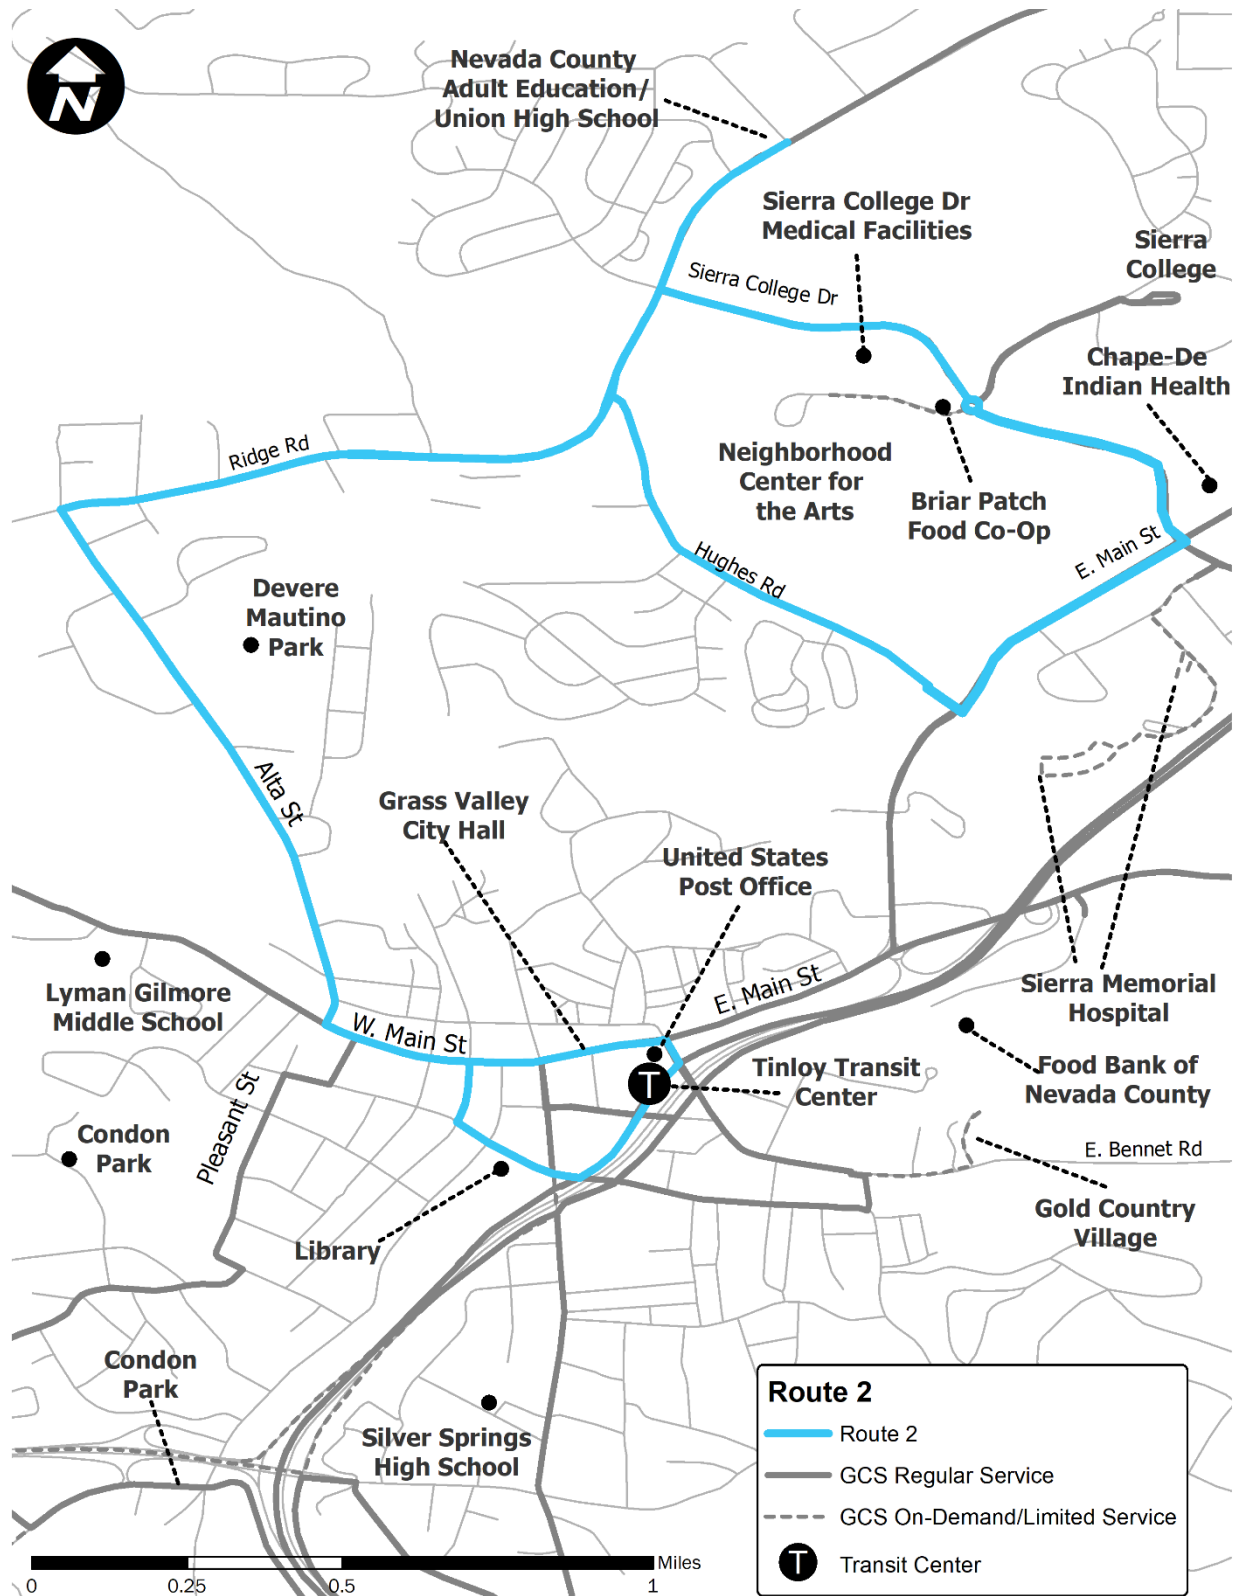 N
Nevada County
Adult Education/
Union High School
Sierra College Dr
Medical Facilities
Sierra
College
Sierra College Dr
Chape-De
Indian Health
Ridge Rd
Neighborhood
Center for
the Arts
Briar Patch
Food Co-Op
E. Main St
Hughes Rd
Devere
Mautino
Park
Alta St
Grass Valley
City Hall
United States
Post Office
Lyman Gilmore
Middle School
W. Main St
E. Main St
Sierra Memorial
Hospital
T
Tinloy Transit
Center
Food Bank of
Nevada County
Pleasant St
Condon
Park
E. Bennet Rd
Gold Country
Village
Library
Condon
Park
Silver Springs
High School
Route 2
Route 2
GCS Regular Service
GCS On-Demand/Limited Service
T Transit Center
Miles
0 0.25 0.5 1